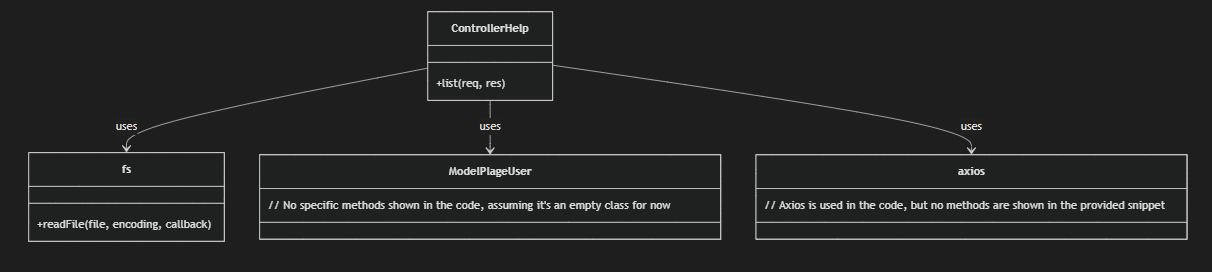 ControllerHelp
+list(req, res)
uses
uses
uses
fs
+readFile(file, encoding, callback)
ModelPlageUser
// No specific methods shown in the code, assuming it's an empty class for now
axios
// Axios is used in the code, but no methods are shown in the provided snippet